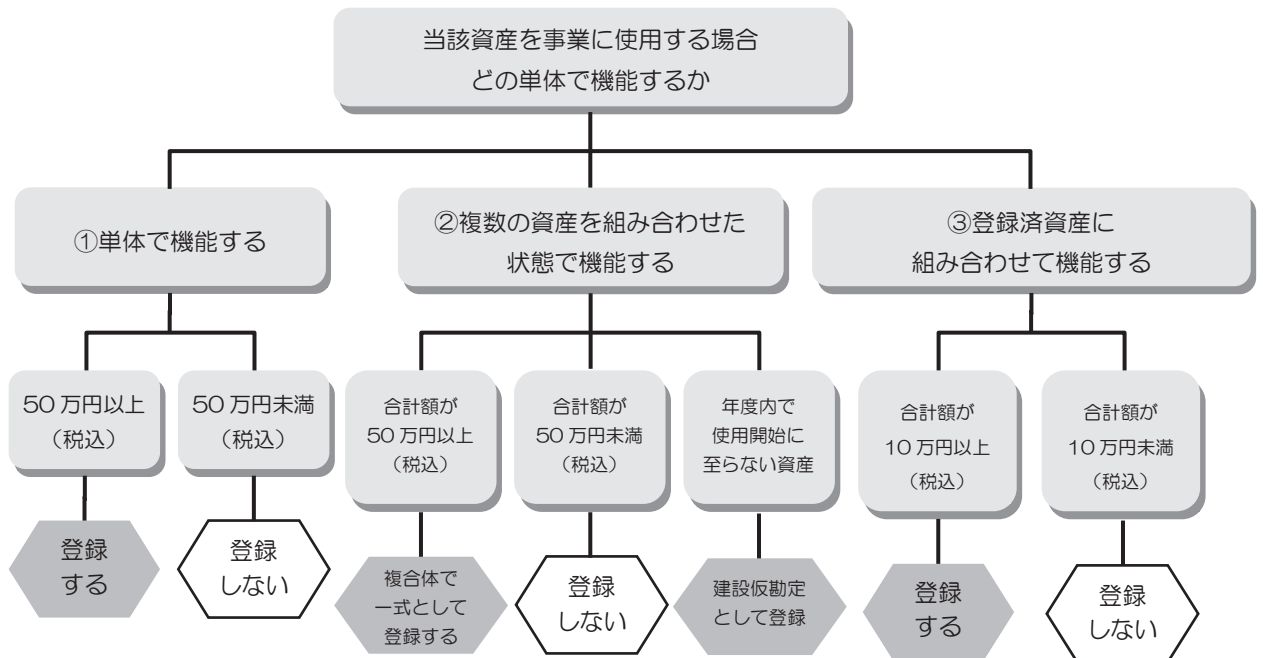 当該資産を事業に使用する場合
どの単体で機能するか
①単体で機能する
②複数の資産を組み合わせた
状態で機能する
③登録済資産に
組み合わせて機能する
50万円以上
（税込）
50万円未満
（税込）
合計額が
50万円以上
（税込）
合計額が
50万円未満
（税込）
年度内で
使用開始に
至らない資産
合計額が
10万円以上
（税込）
合計額が
10万円未満
（税込）
登録
する
登録
しない
複合体で
一式として
登録する
登録
しない
建設仮勘定
として登録
登録
する
登録
しない